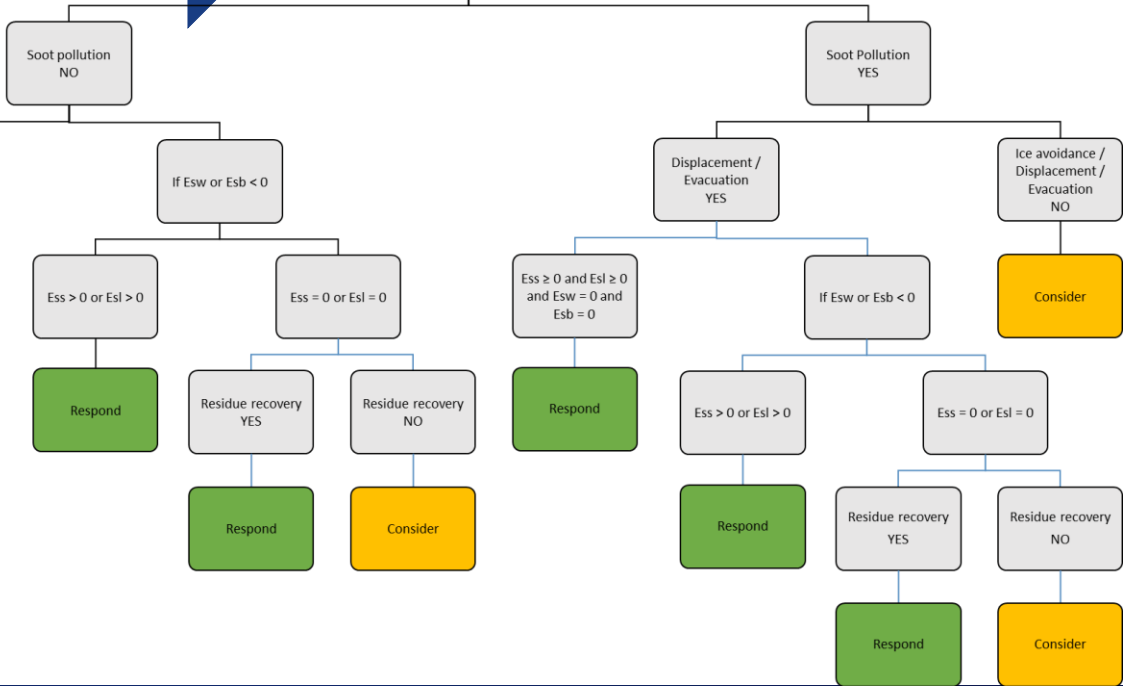 Soot pollution
NO
Soot Pollution
YES
If Esw or Esb < 0
Displacement /
Evacuation
YES
Ice avoidance /
Displacement /
Evacuation
NO
Ess > 0 or Esl > 0
Ess = 0 or Esl = 0
Ess ≥ 0 and Esl ≥ 0
and Esw = 0 and
Esb = 0
If Esw or Esb < 0
Consider
Respond
Residue recovery
YES
Residue recovery
NO
Respond
Ess > 0 or Esl > 0
Ess = 0 or Esl = 0
Respond
Consider
Respond
Residue recovery
YES
Residue recovery
NO
Respond
Consider